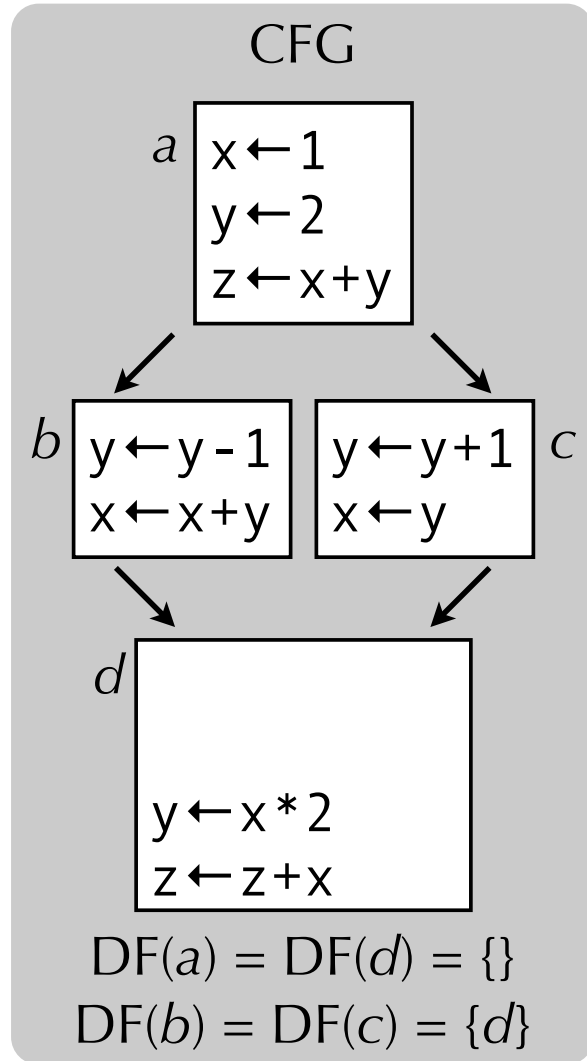 CFG
a
x ← 1
y ← 2
z ← x+y
b
y ← y-1
x ← x+y
c
y ← y+1
x ← y
d
y ← x*2
z ← z+x
DF(a) = DF(d) = {}
DF(b) = DF(c) = {d}